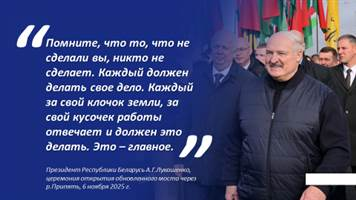 “
Помните, что то, что не
сделали вы, никто не
сделает. Каждый должен
делать свое дело. Каждый
за свой клочок земли, за
свой кусочек работы
отвечает и должен это
делать. Это – главное.
”
Президент Республики Беларусь А.Г.Лукашенко,
церемония открытия обновленного моста через
р.Припять, 6 ноября 2025 г.